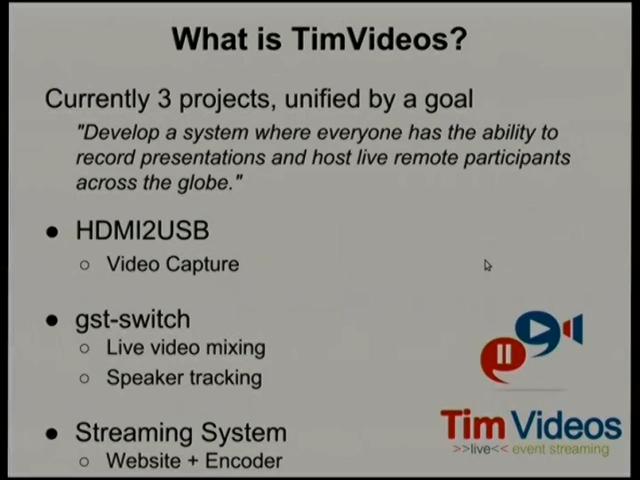 What is TimVideos?
Currently 3 projects, unified by a goal
"Develop a system where everyone has the ability to
record presentations and host live remote participants
across the globe."
● HDMI2USB
○ Video Capture
● gst-switch
○ Live video mixing
○ Speaker tracking
● Streaming System
○ Website + Encoder
Tim Videos
>>live<< event streaming